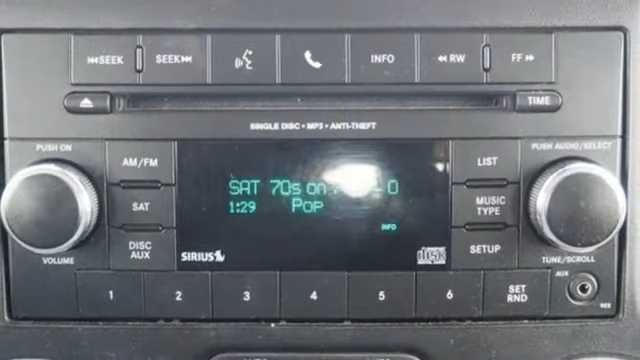 SEEK
SEEK
INFO
RW
FF
TIME
SINGLE DISC • MP3 • ANTI-THEFT
PUSH ON
VOLUME
AM/FM
SAT
DISC
AUX
SAT 70s on
1:29 POP
INFO
SIRIUS
LIST
MUSIC
TYPE
SETUP
PUSH AUDIO/SELECT
TUNE/SCROLL
1
2
3
4
5
6
SET
RND
AUX